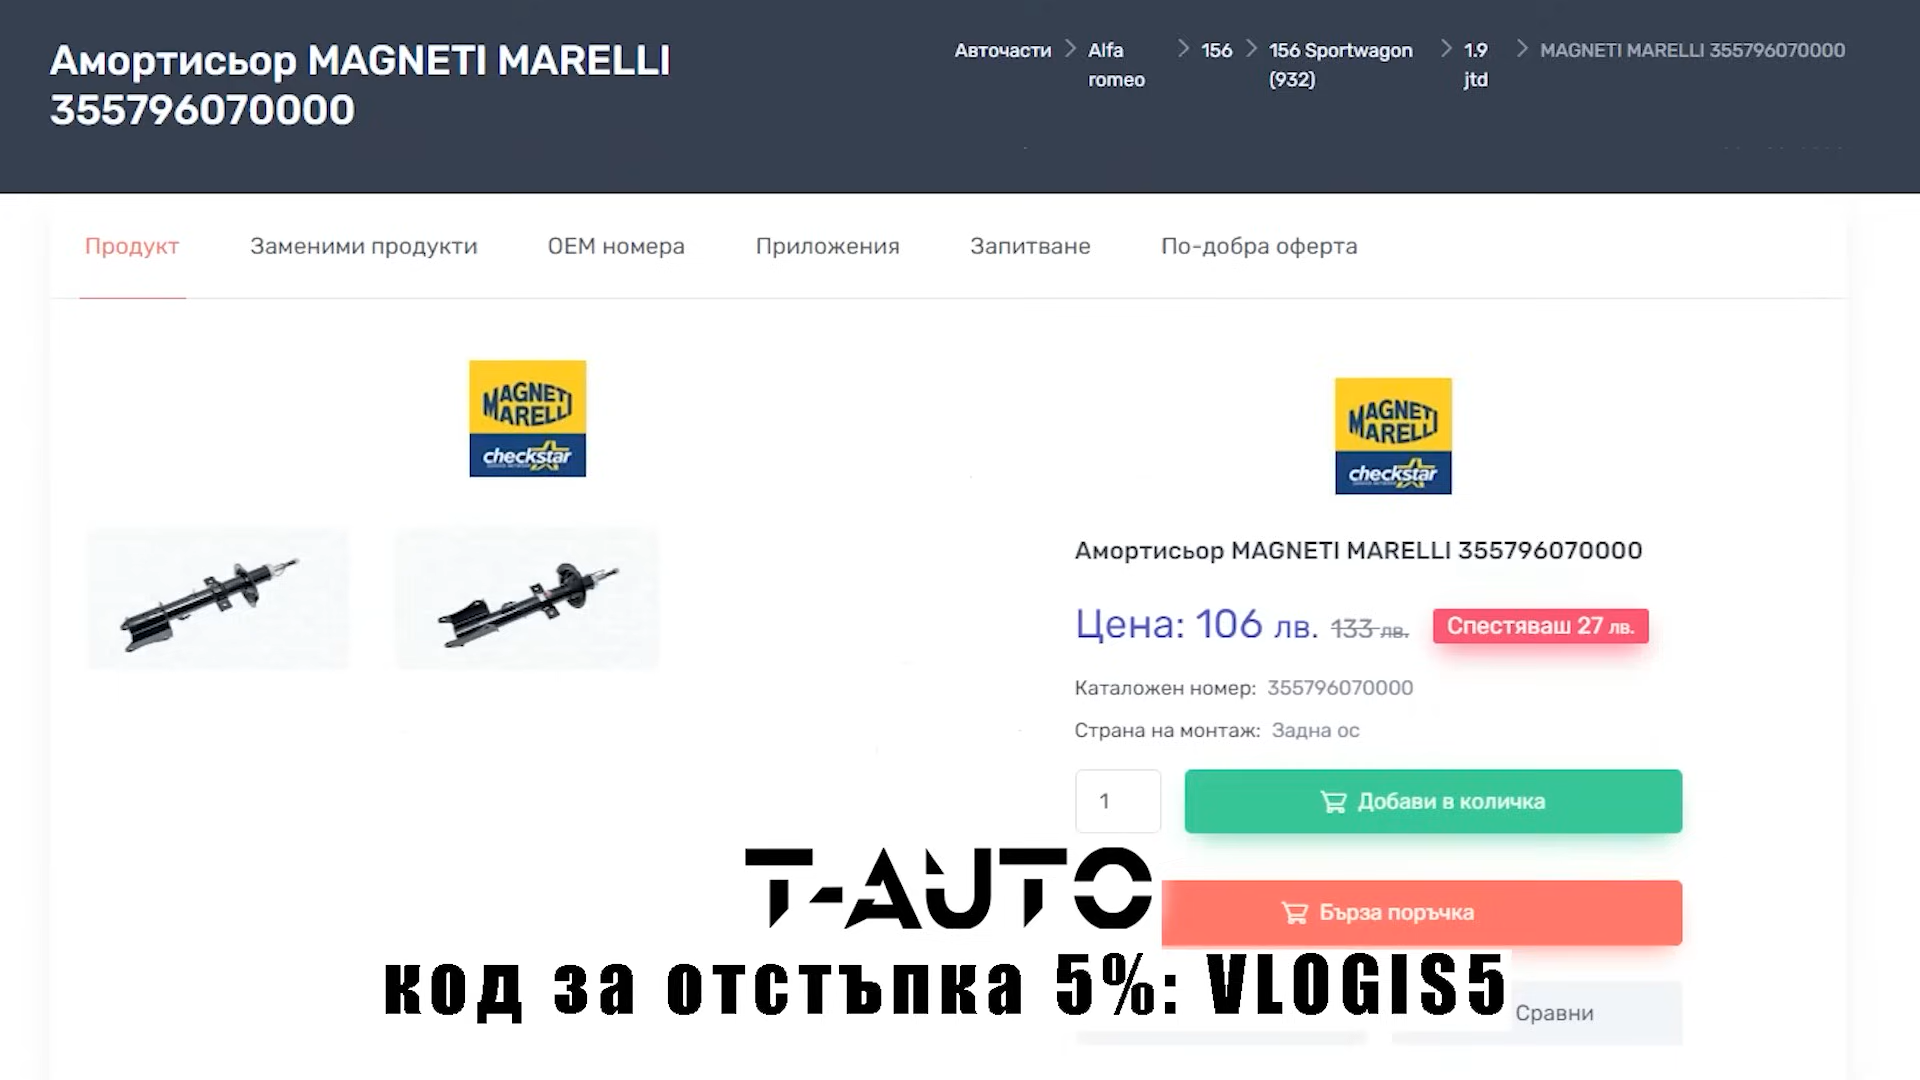 Амортисьор MAGNETI MARELLI
355796070000
Авточасти > Alfa romeo > 156 > 156 Sportwagon (932) > 1.9 jtd > MAGNETI MARELLI 355796070000
Продукт Заменими продукти OEM номера Приложения Запитване По-добра оферта
MAGNETI
MARELLI
checkstar
MAGNETI
MARELLI
checkstar
Амортисьор MAGNETI MARELLI 355796070000
Цена: 106 лв. 133 лв. Спестяваш 27 лв.
Каталожен номер: 355796070000
Страна на монтаж: Задна ос
1 Добави в количка
T-AUTO
Бърза поръчка
код за отстъпка 5%: VLOGIS5
Сравни